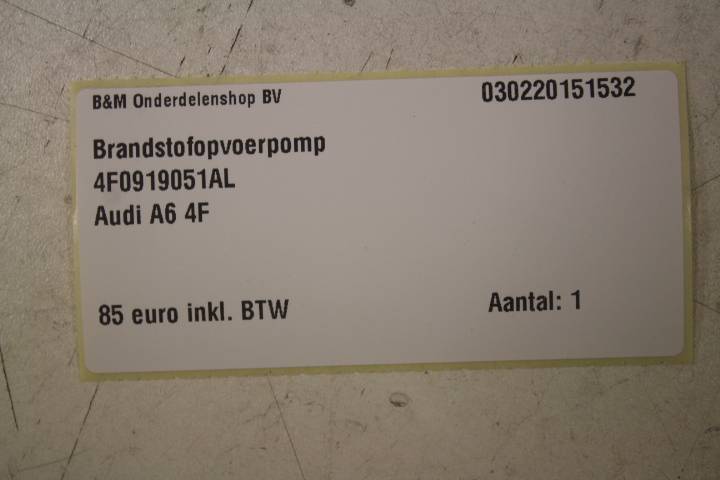 B&M Onderdelenshop BV
030220151532
Brandstofopvoerpomp
4F0919051AL
Audi A6 4F
85 euro inkl. BTW
Aantal: 1